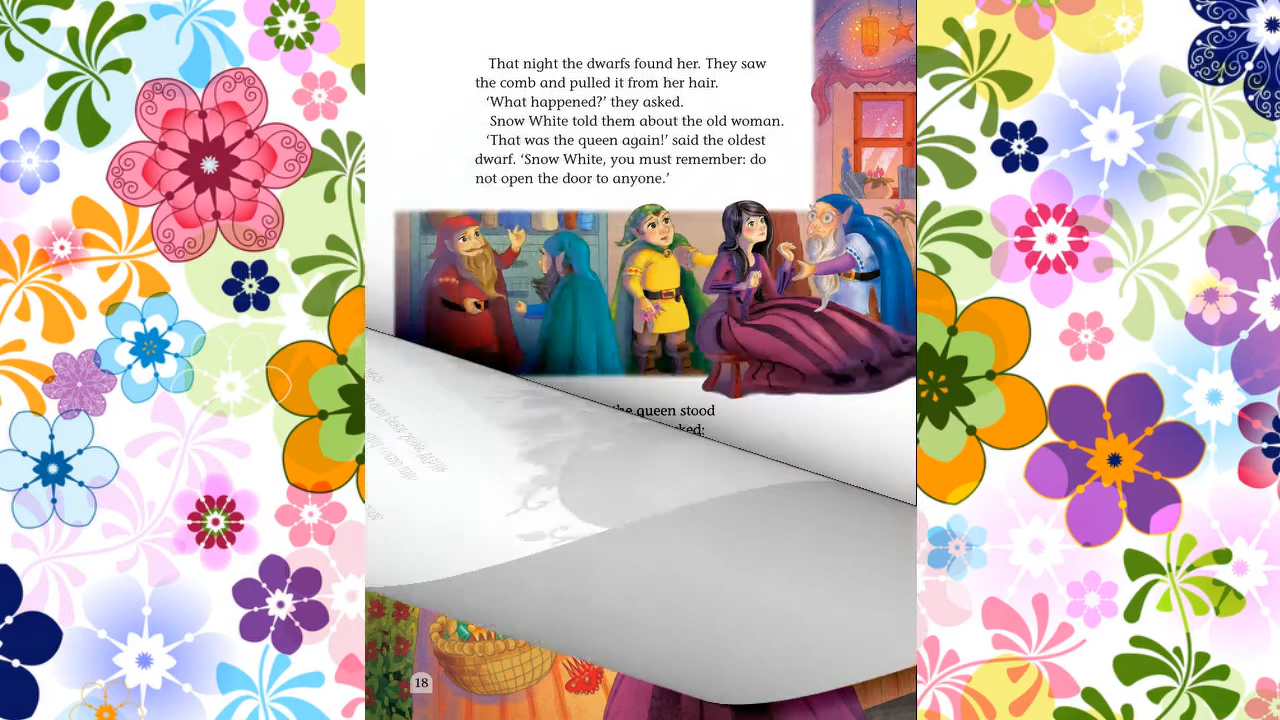 That night the dwarfs found her. They saw
the comb and pulled it from her hair.
‘What happened?’ they asked.
Snow White told them about the old woman.
‘That was the queen again!’ said the oldest
dwarf. ‘Snow White, you must remember: do
not open the door to anyone.’
the queen stood
18